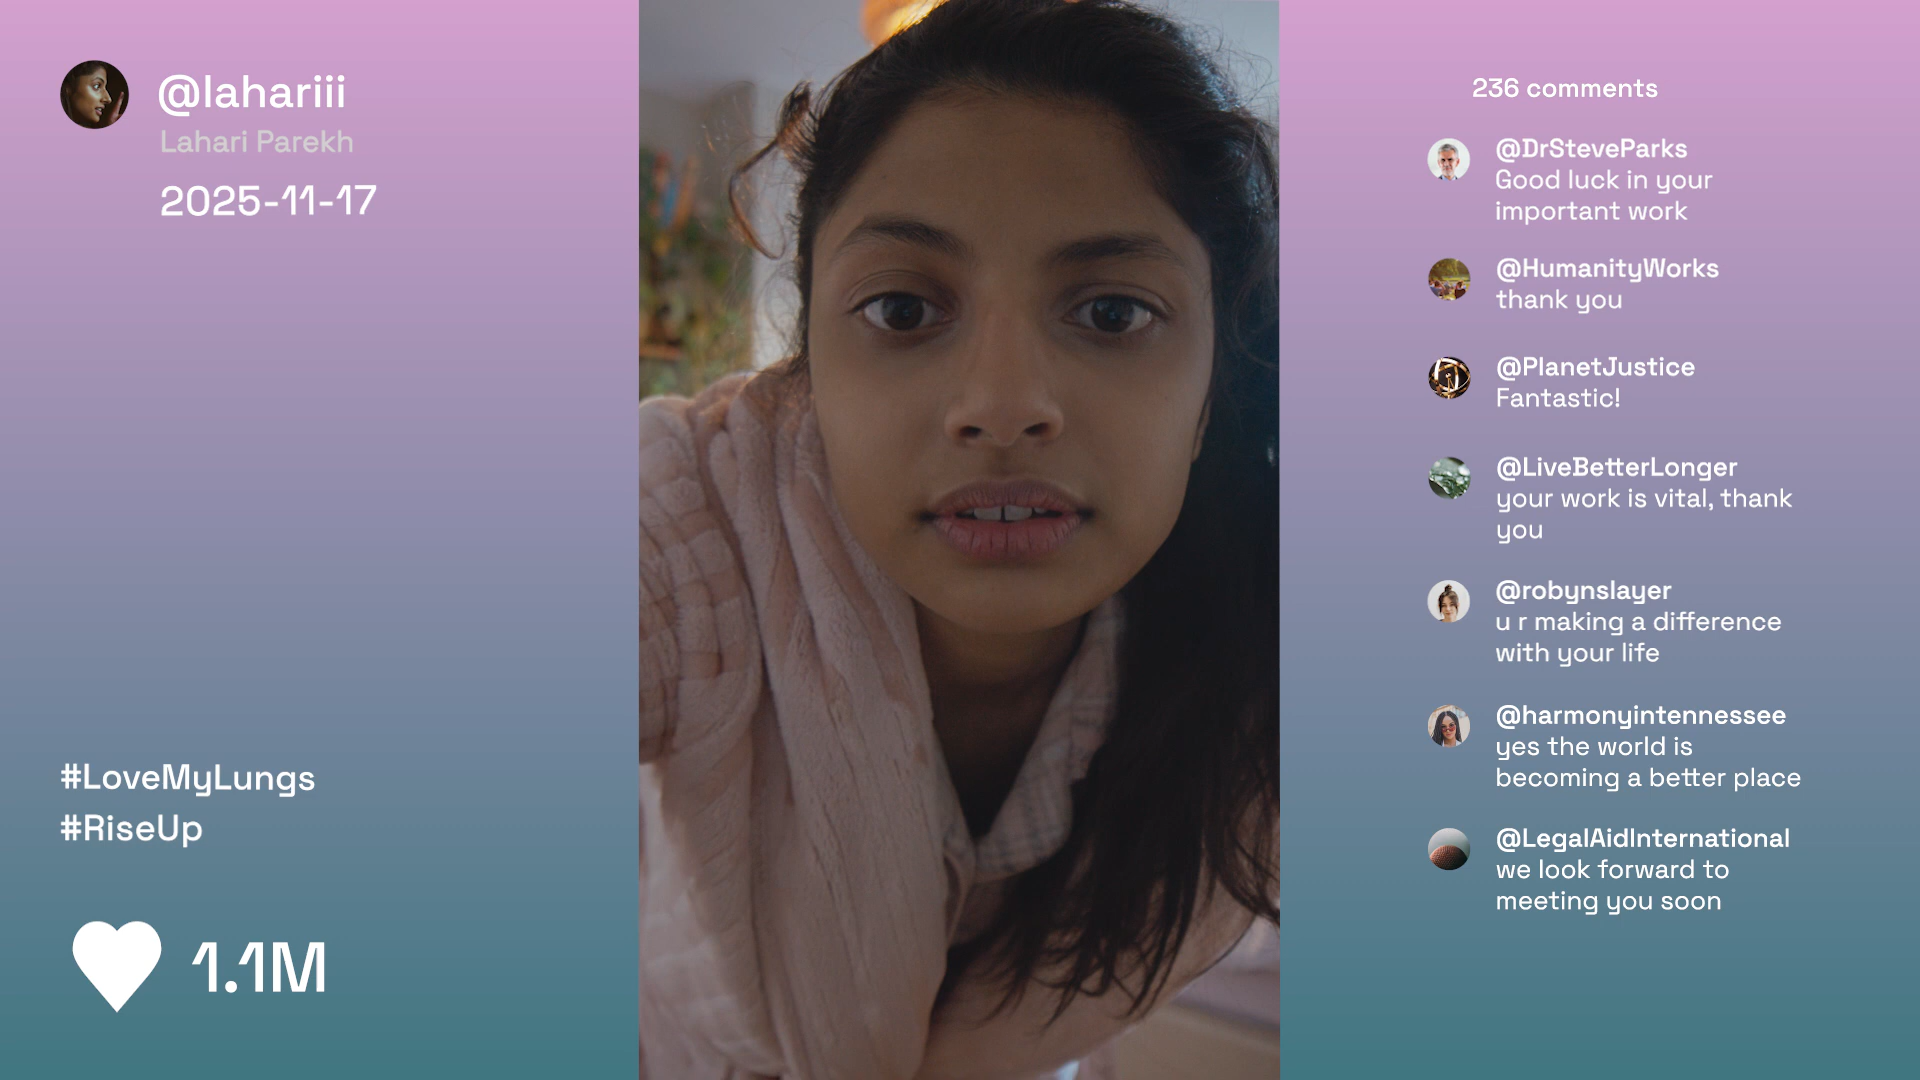 @lahariii
Lahari Parekh
2025-11-17
#LoveMyLungs
#RiseUp
1.1M
236 comments
@DrSteveParks
Good luck in your
important work
@HumanityWorks
thank you
@PlanetJustice
Fantastic!
@LiveBetterLonger
your work is vital, thank
you
@robynslayer
u r making a difference
with your life
@harmonyintennessee
yes the world is
becoming a better place
@LegalAidInternational
we look forward to
meeting you soon